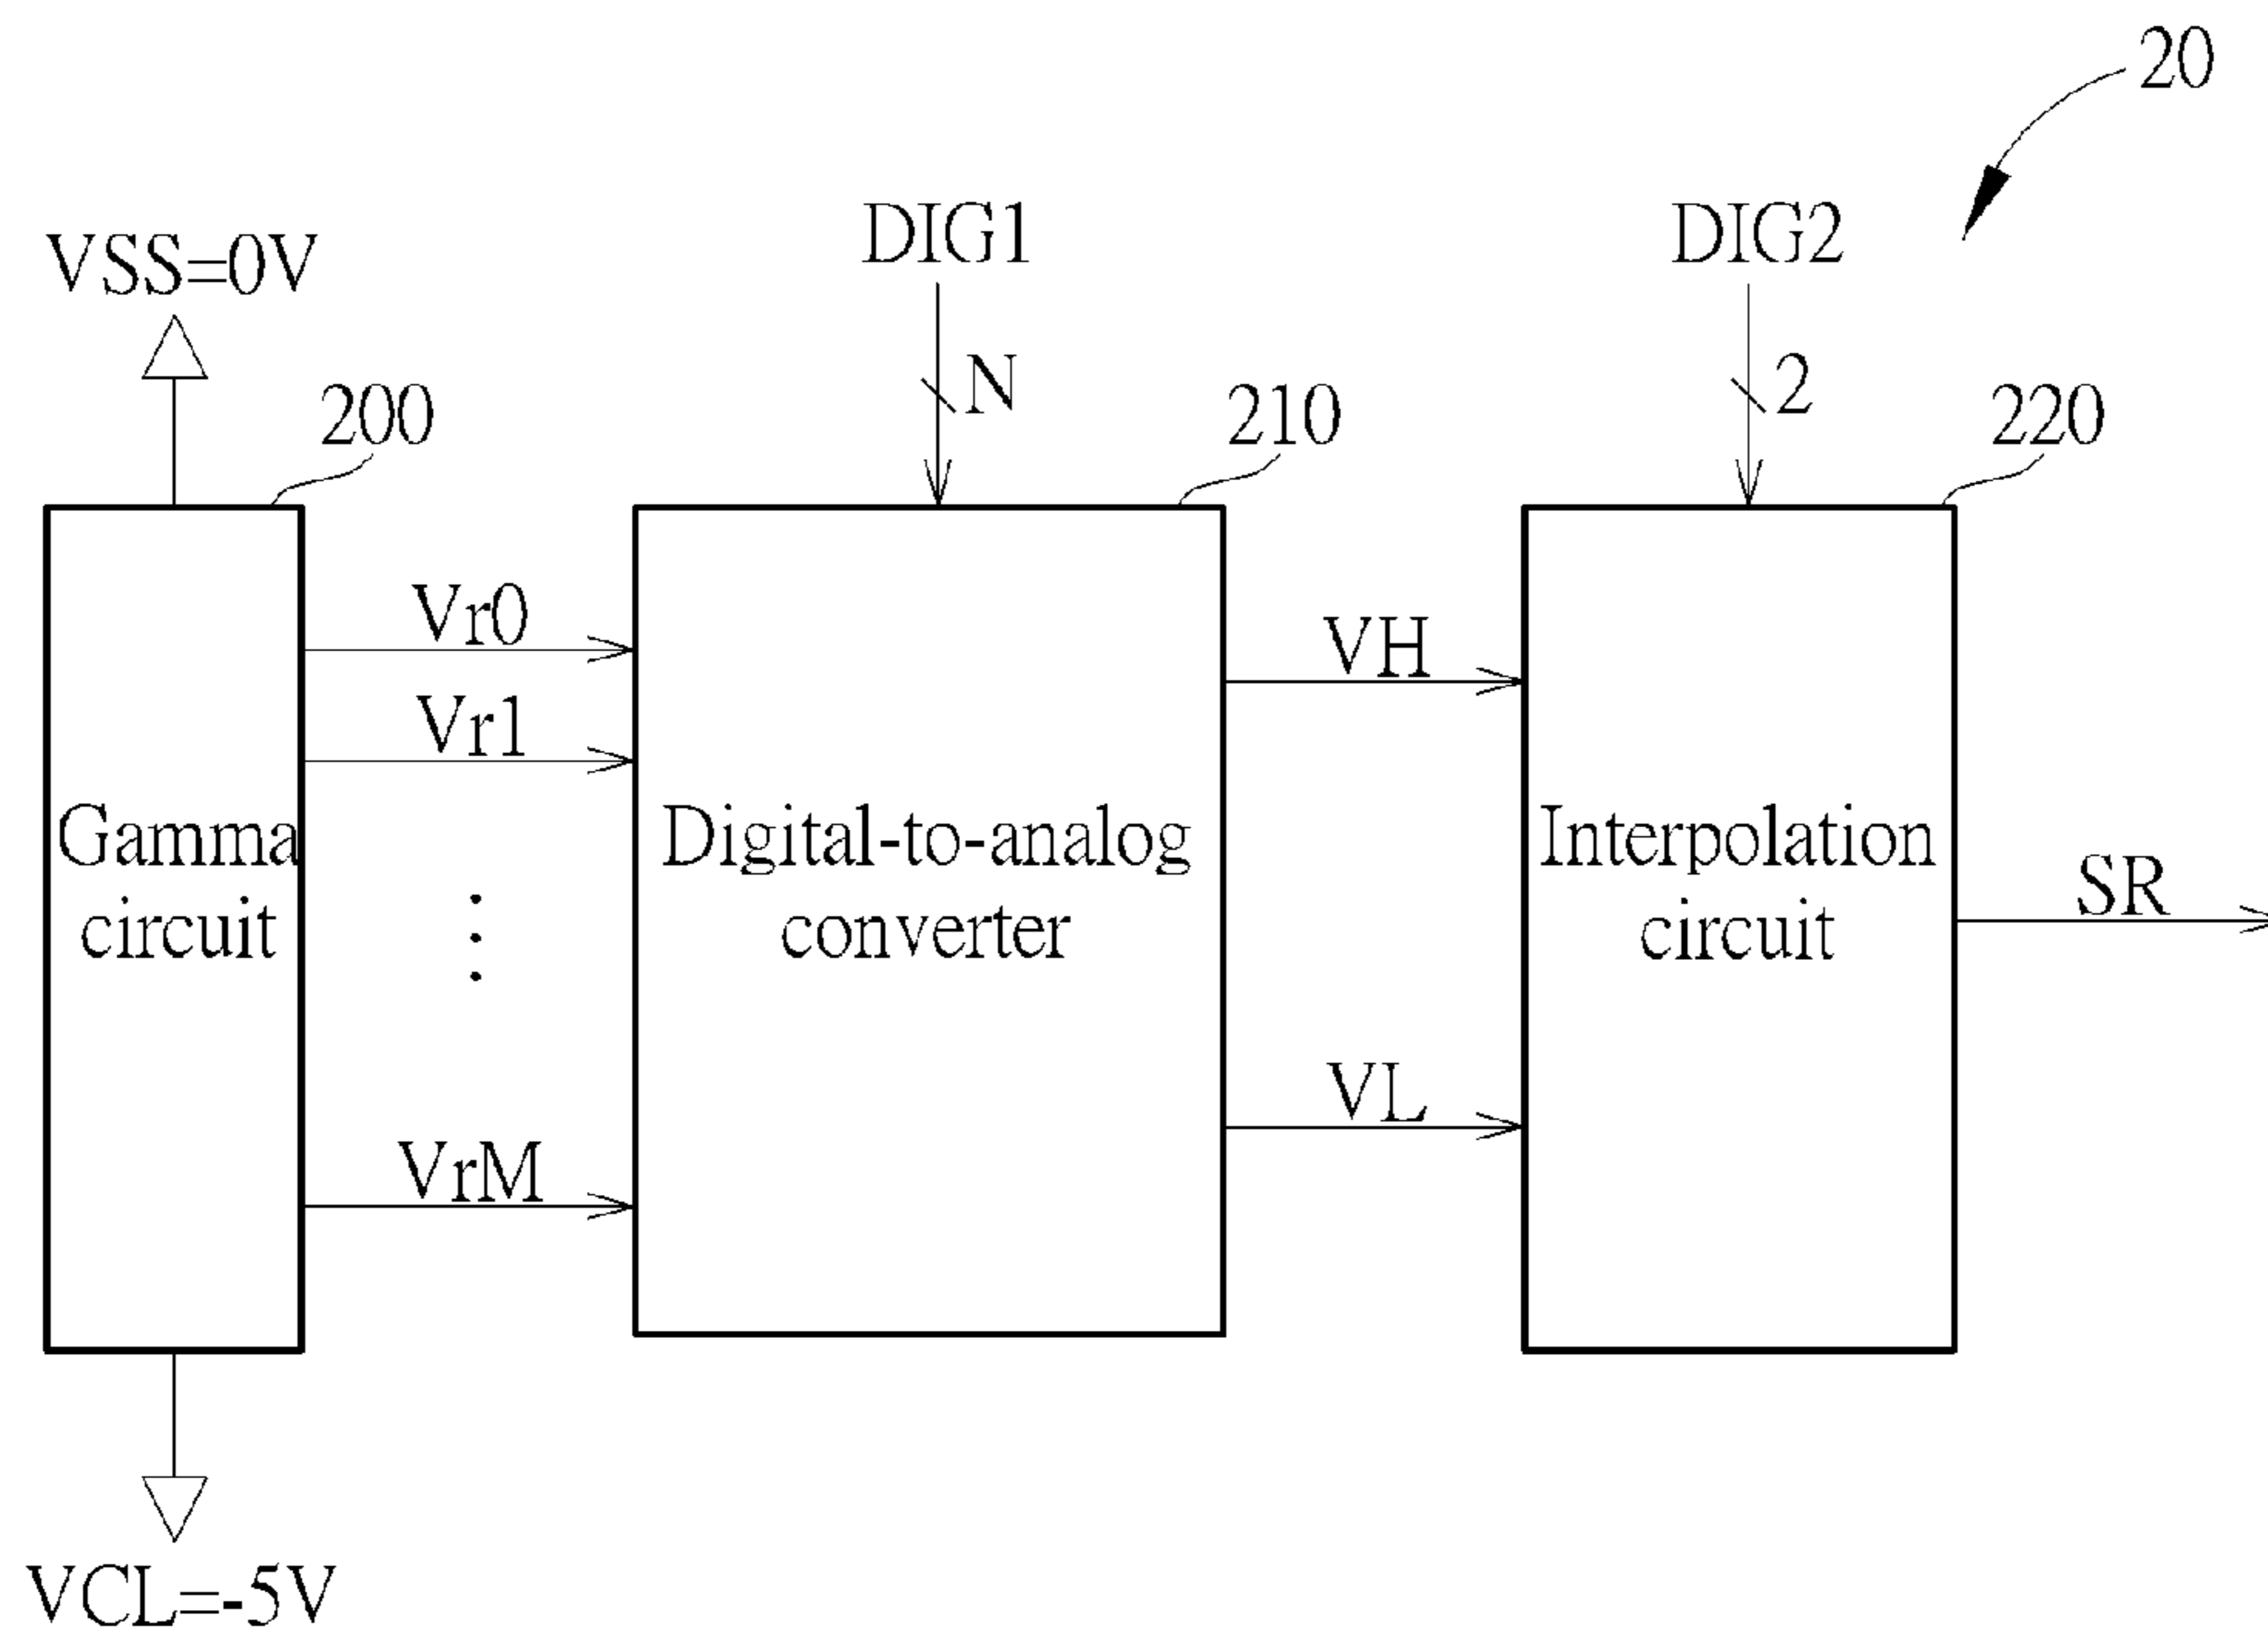 20
DIG1
DIG2
VSS=0V
N
2
200
210
220
Vr0
VH
Vr1
Gamma
circuit
Digital-to-analog
converter
Interpolation
circuit
SR
VL
VrM
VCL=-5V